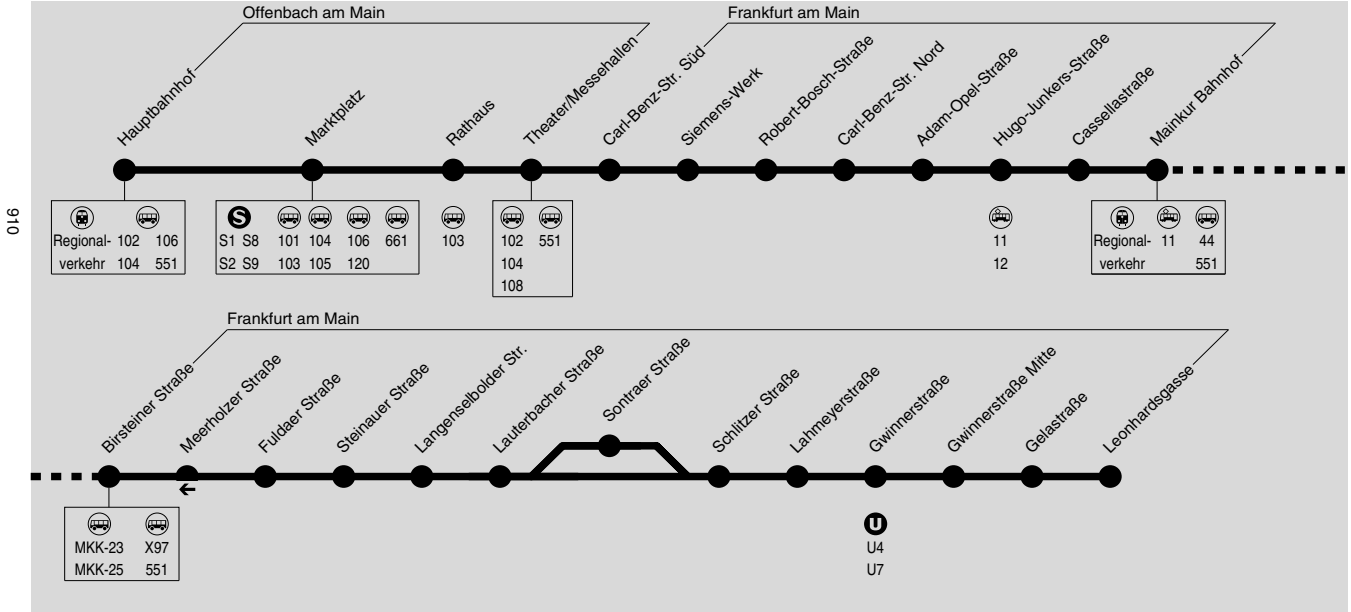 910
Offenbach am Main
Frankfurt am Main
Hauptbahnhof
Marktplatz
Rathaus
Theater/Messehallen
Carl-Benz-Str. Süd
Siemens-Werk
Robert-Bosch-Straße
Carl-Benz-Str. Nord
Adam-Opel-Straße
Hugo-Junkers-Straße
Cassellastraße
Mainkur Bahnhof
Regional- 102 106
verkehr 104 551
S
S1 S8 101 104 106 661
S2 S9 103 105 120
103
102 551
104
108
11
12
Regional- 11 44
verkehr 551
Frankfurt am Main
Birsteiner Straße
Meerholzer Straße
Fuldaer Straße
Steinauer Straße
Langenselbolder Str.
Lauterbacher Straße
Sontraer Straße
Schlitzer Straße
Lahmeyerstraße
Gwinnerstraße
Gwinnerstraße Mitte
Gelastraße
Leonhardsgasse
MKK-23 X97
MKK-25 551
U
U4
U7